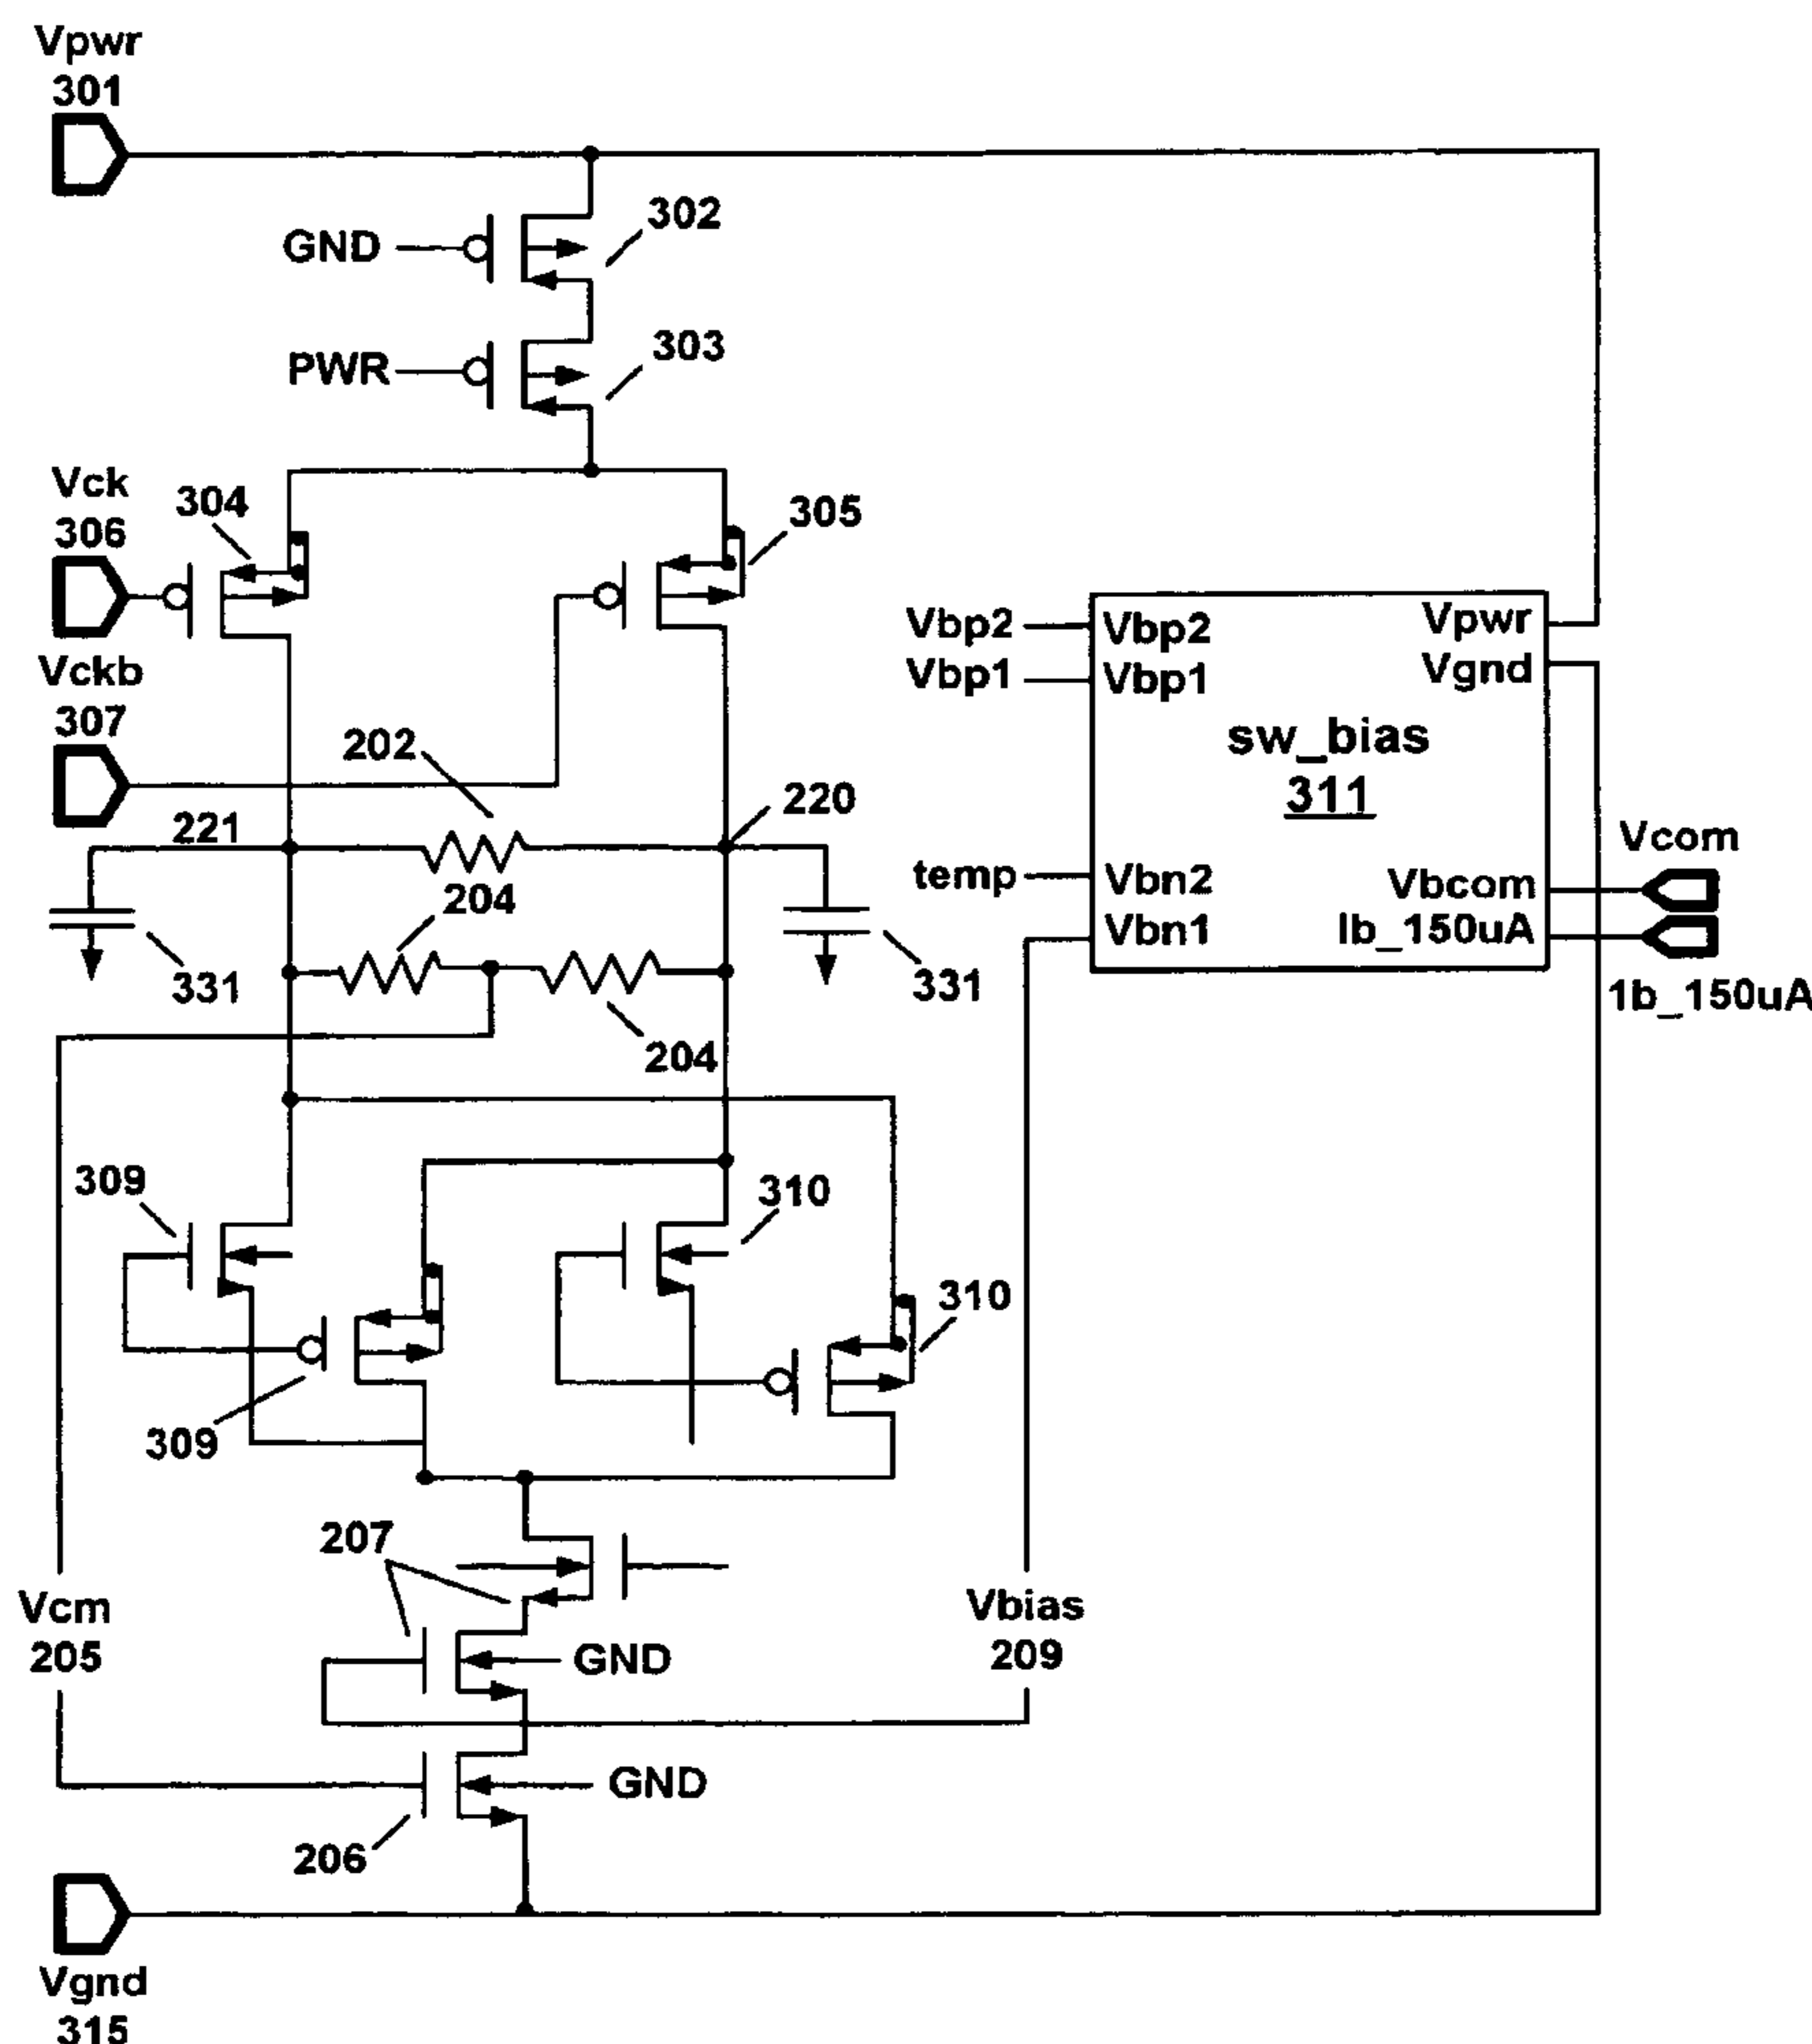 Vpwr
301
302
GND
303
PWR
Vck
306
304
305
Vckb
307
202
220
221
204
331
331
204
Vbp2
Vbp1
Vbp2
Vbp1
Vpwr
Vgnd
sw_bias
311
temp
Vbn2
Vbn1
Vbcom
Ib_150uA
Vcom
1b_150uA
309
310
310
309
207
Vcm
205
GND
Vbias
209
GND
206
Vgnd
315